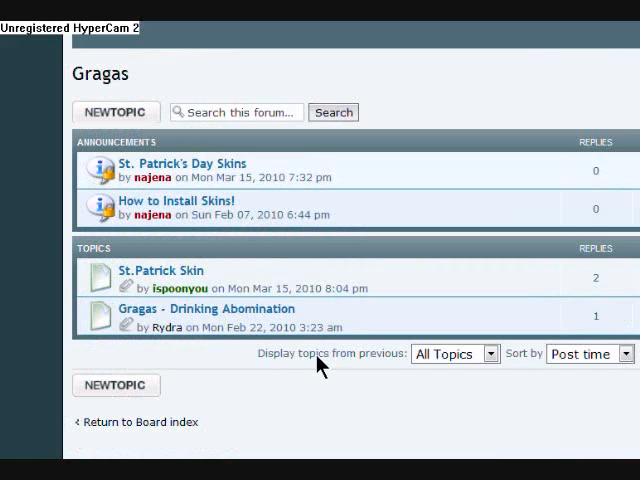 Unregistered HyperCam 2
Gragas
NEWTOPIC
Search this forum...
Search
ANNOUNCEMENTS REPLIES
St. Patrick's Day Skins
by najena on Mon Mar 15, 2010 7:32 pm
0
How to Install Skins!
by najena on Sun Feb 07, 2010 6:44 pm
0
TOPICS REPLIES
St.Patrick Skin
by ispoonyou on Mon Mar 15, 2010 8:04 pm
2
Gragas - Drinking Abomination
by Rydra on Mon Feb 22, 2010 3:23 am
1
Display topics from previous: All Topics Sort by Post time
NEWTOPIC
Return to Board index